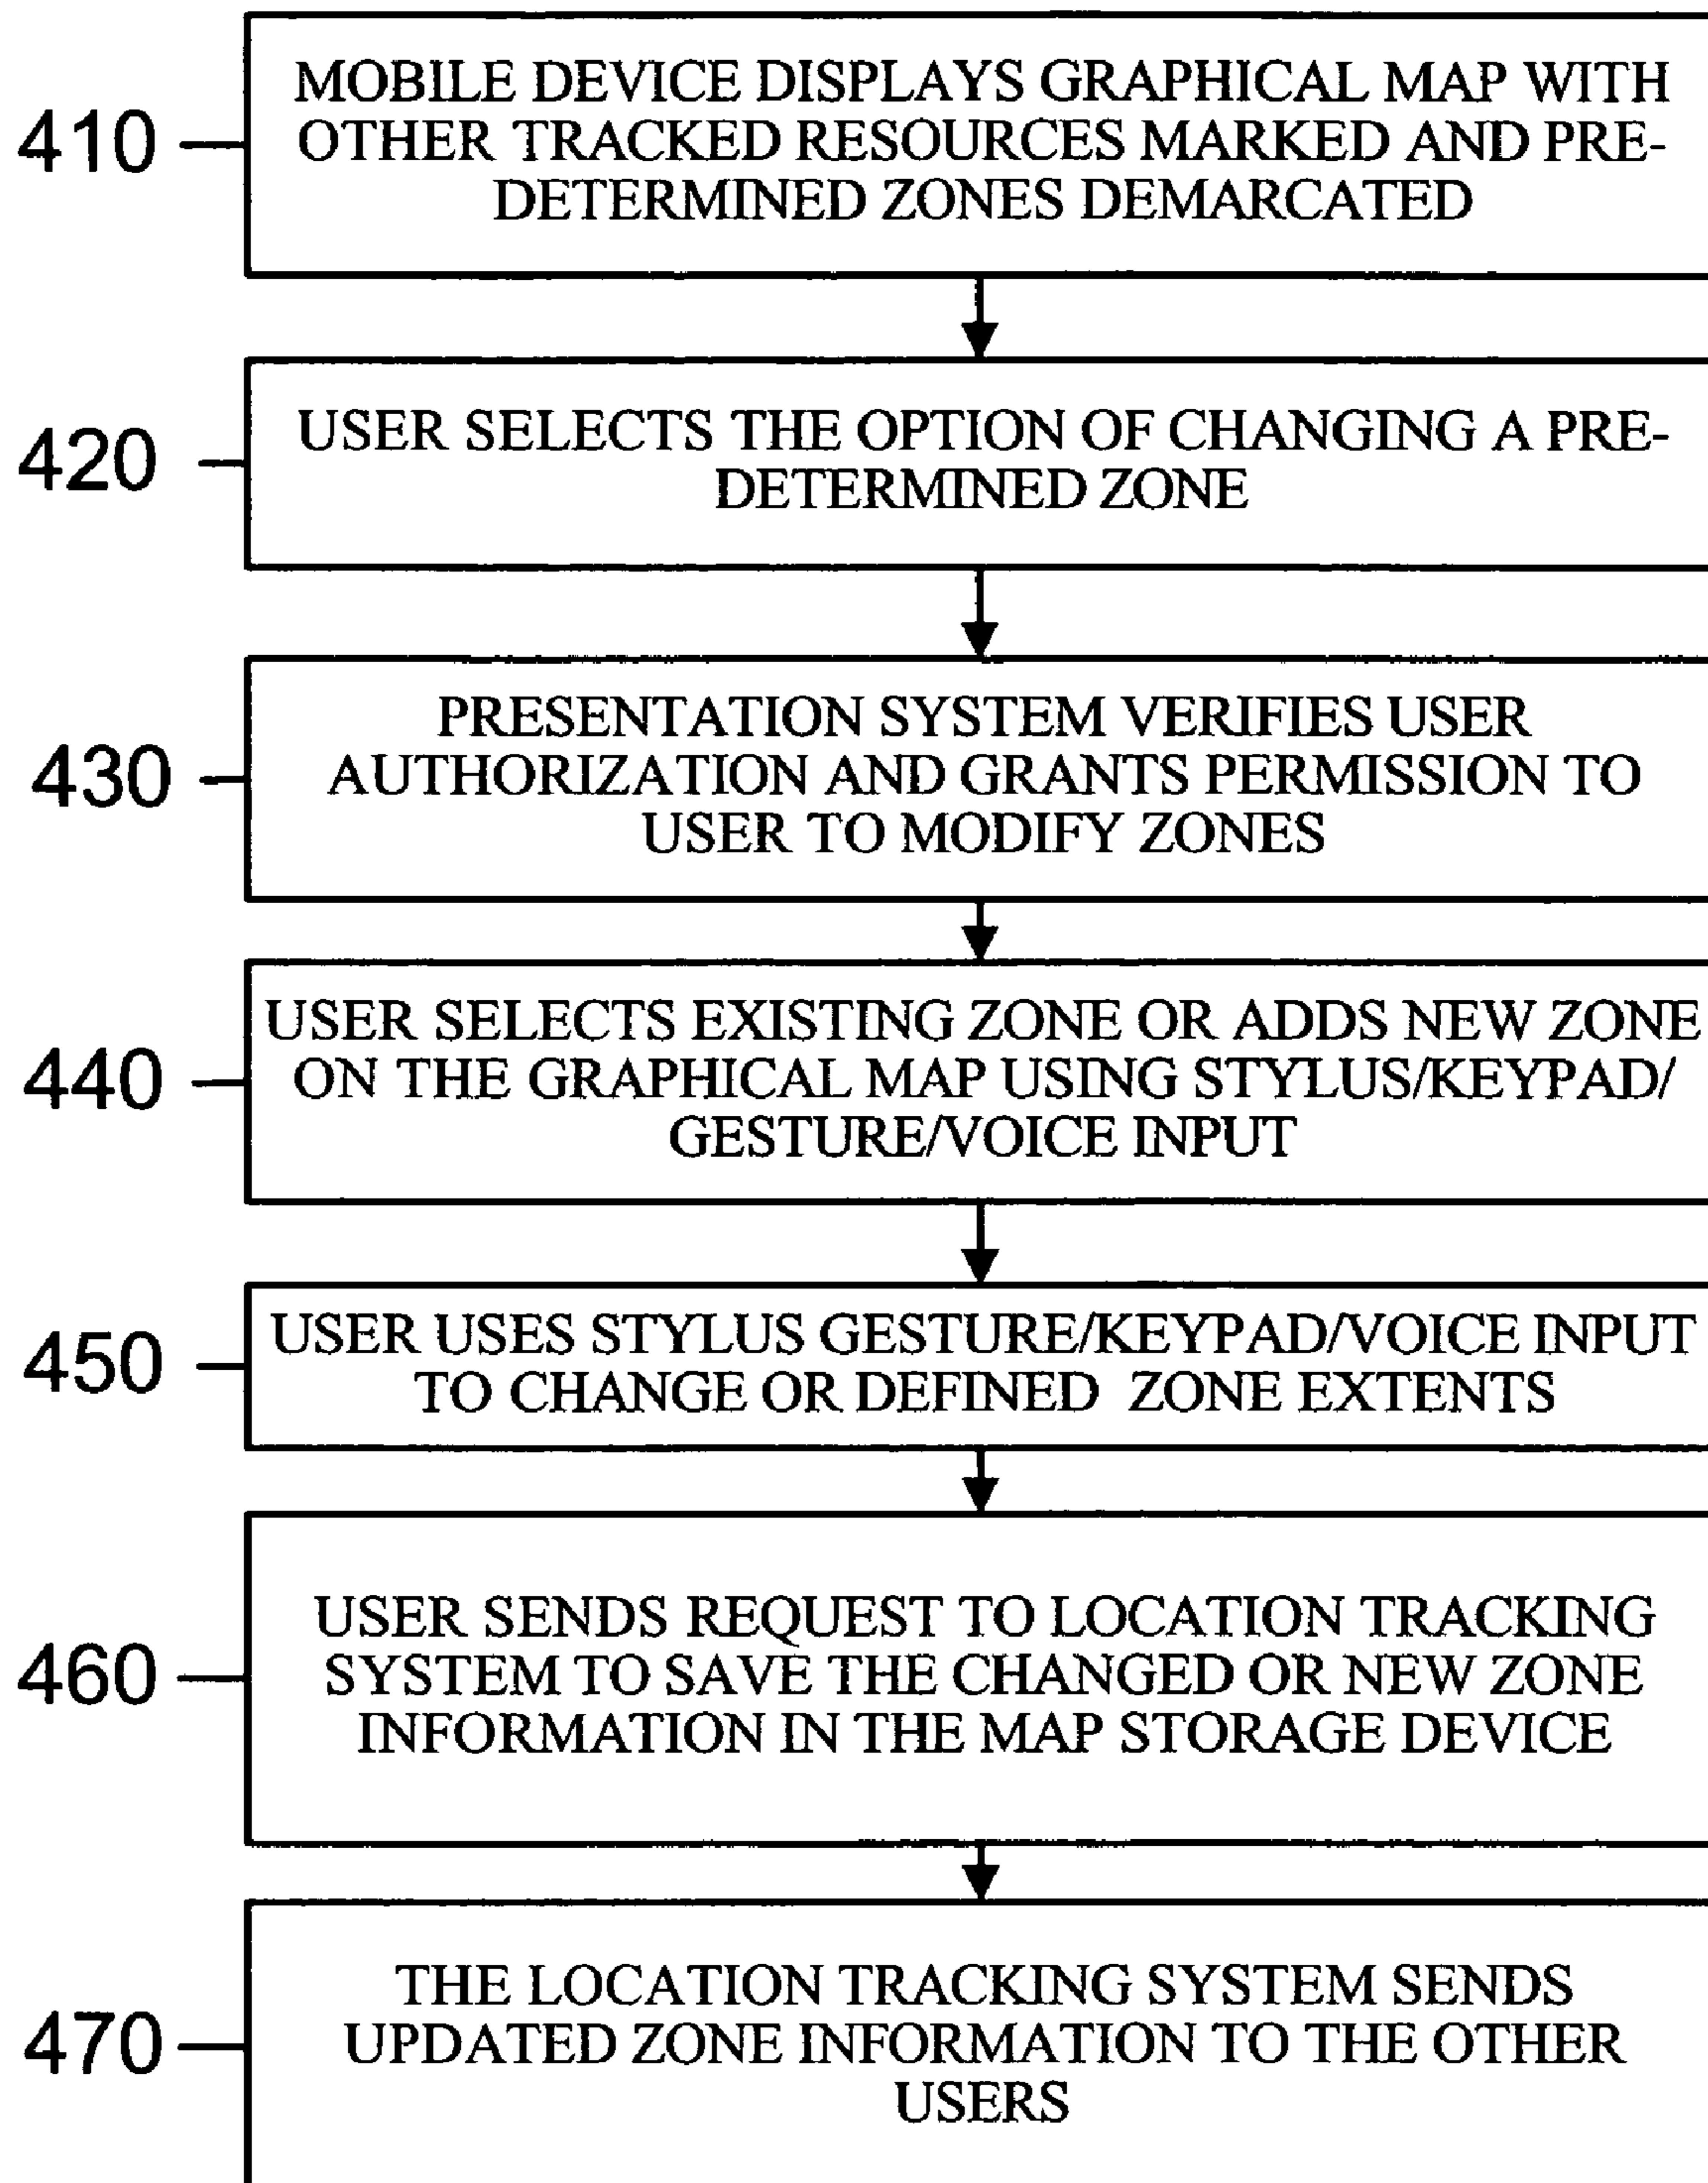 410
MOBILE DEVICE DISPLAYS GRAPHICAL MAP WITH
OTHER TRACKED RESOURCES MARKED AND PRE-
DETERMINED ZONES DEMARCATED
420
USER SELECTS THE OPTION OF CHANGING A PRE-
DETERMINED ZONE
430
PRESENTATION SYSTEM VERIFIES USER
AUTHORIZATION AND GRANTS PERMISSION TO
USER TO MODIFY ZONES
440
USER SELECTS EXISTING ZONE OR ADDS NEW ZONE
ON THE GRAPHICAL MAP USING STYLUS/KEYPAD/
GESTURE/VOICE INPUT
450
USER USES STYLUS GESTURE/KEYPAD/VOICE INPUT
TO CHANGE OR DEFINED ZONE EXTENTS
460
USER SENDS REQUEST TO LOCATION TRACKING
SYSTEM TO SAVE THE CHANGED OR NEW ZONE
INFORMATION IN THE MAP STORAGE DEVICE
470
THE LOCATION TRACKING SYSTEM SENDS
UPDATED ZONE INFORMATION TO THE OTHER
USERS